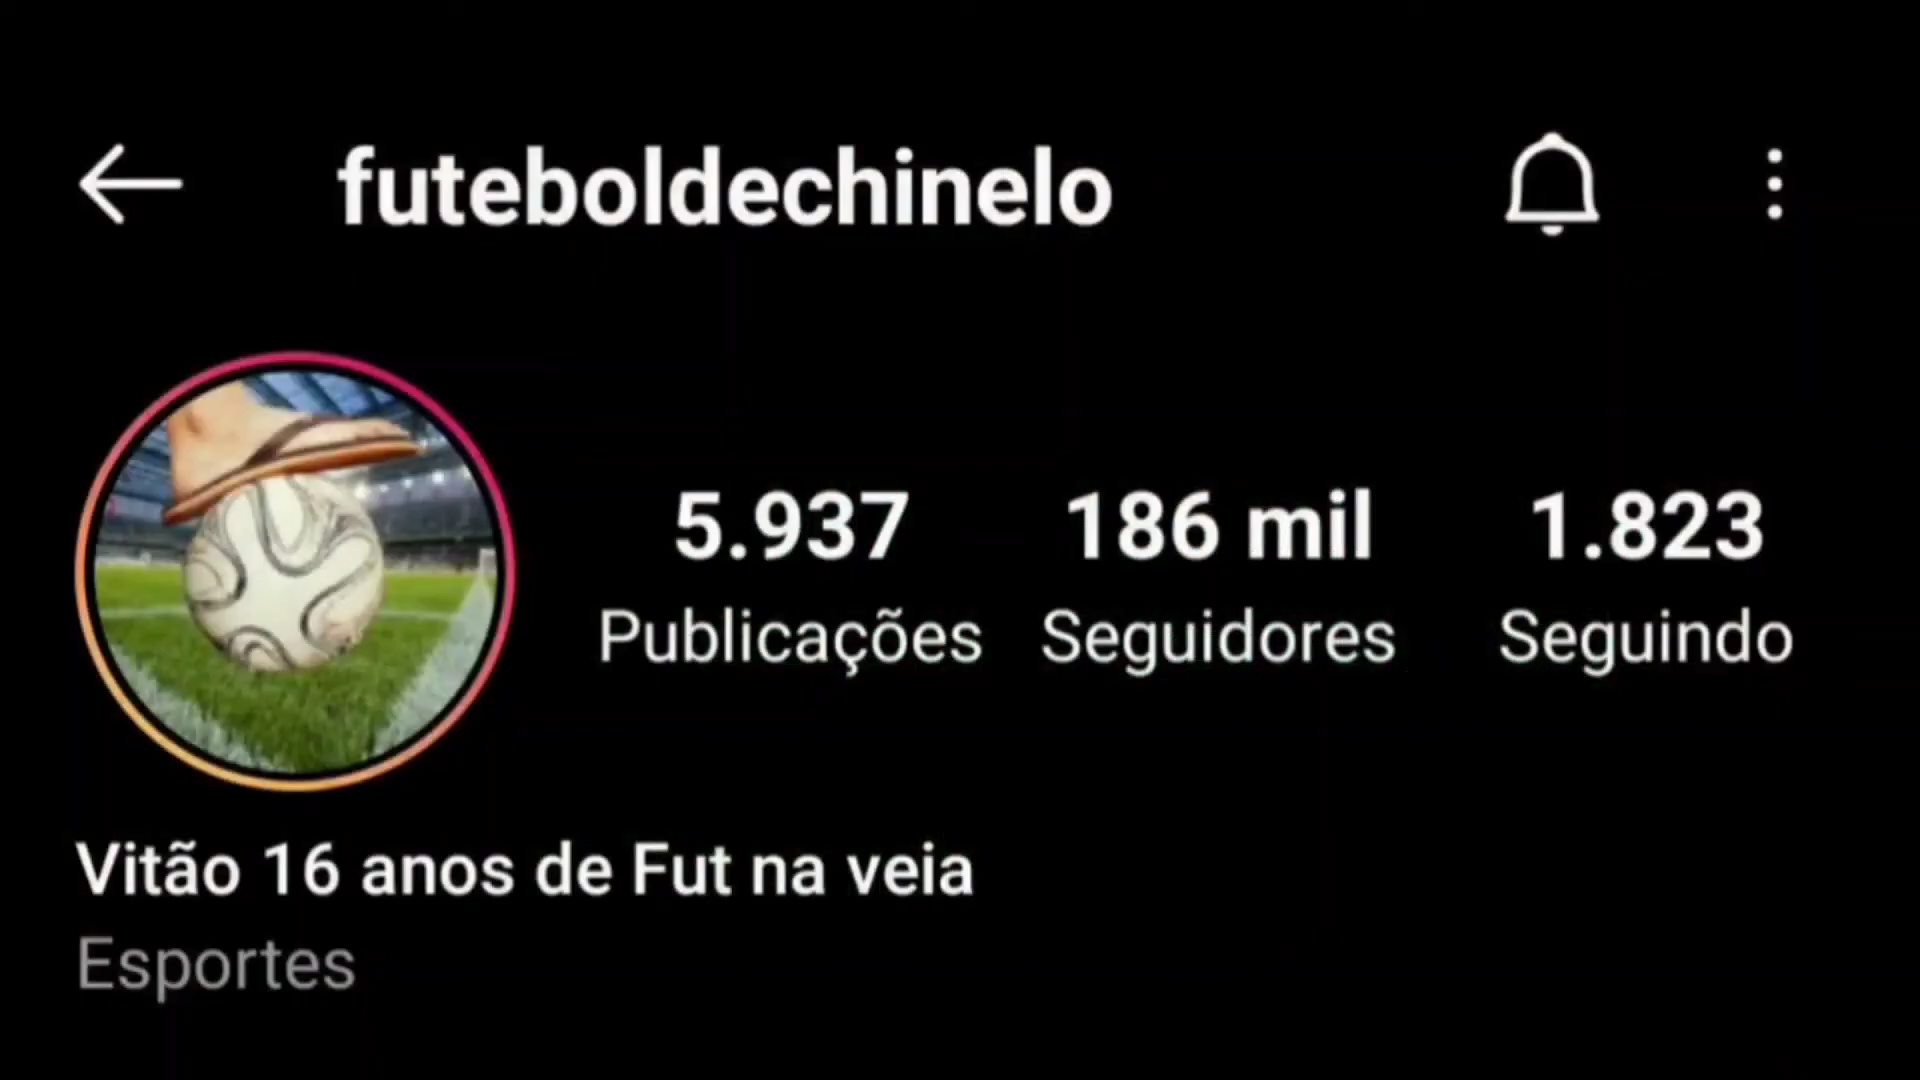 futeboldechinelo
5.937 186 mil 1.823
Publicações Seguidores Seguindo
Vitão 16 anos de Fut na veia
Esportes